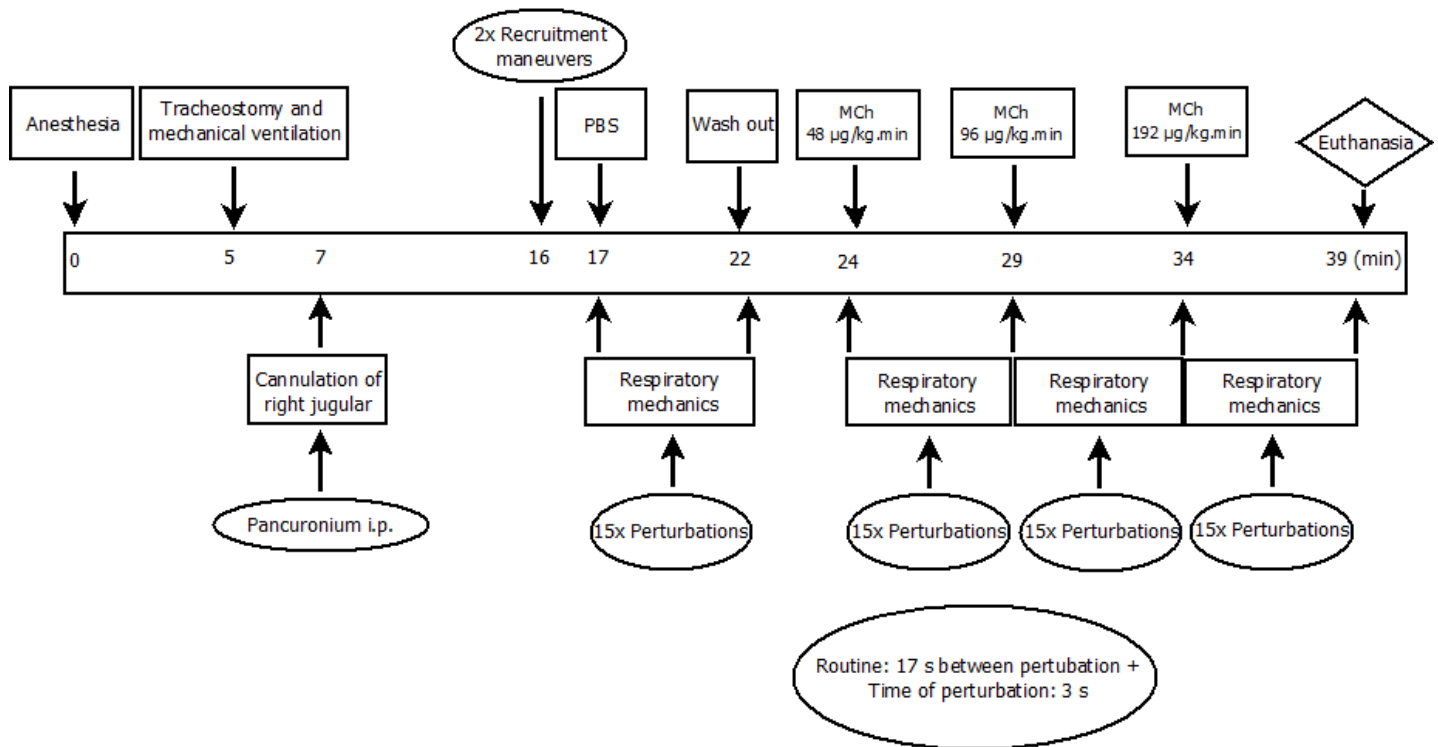 2x Recruitment
maneuvers
Anesthesia
Tracheostomy and
mechanical ventilation
PBS
Wash out
MCh
48 µg/kg.min
MCh
96 µg/kg.min
MCh
192 µg/kg.min
Euthanasia
0 5 7 16 17 22 24 29 34 39 (min)
Cannulation of
right jugular
Respiratory
mechanics
Respiratory
mechanics
Respiratory
mechanics
Respiratory
mechanics
Pancuronium i.p.
15x Perturbations
15x Perturbations
15x Perturbations
15x Perturbations
Routine: 17 s between pertubation +
Time of perturbation: 3 s